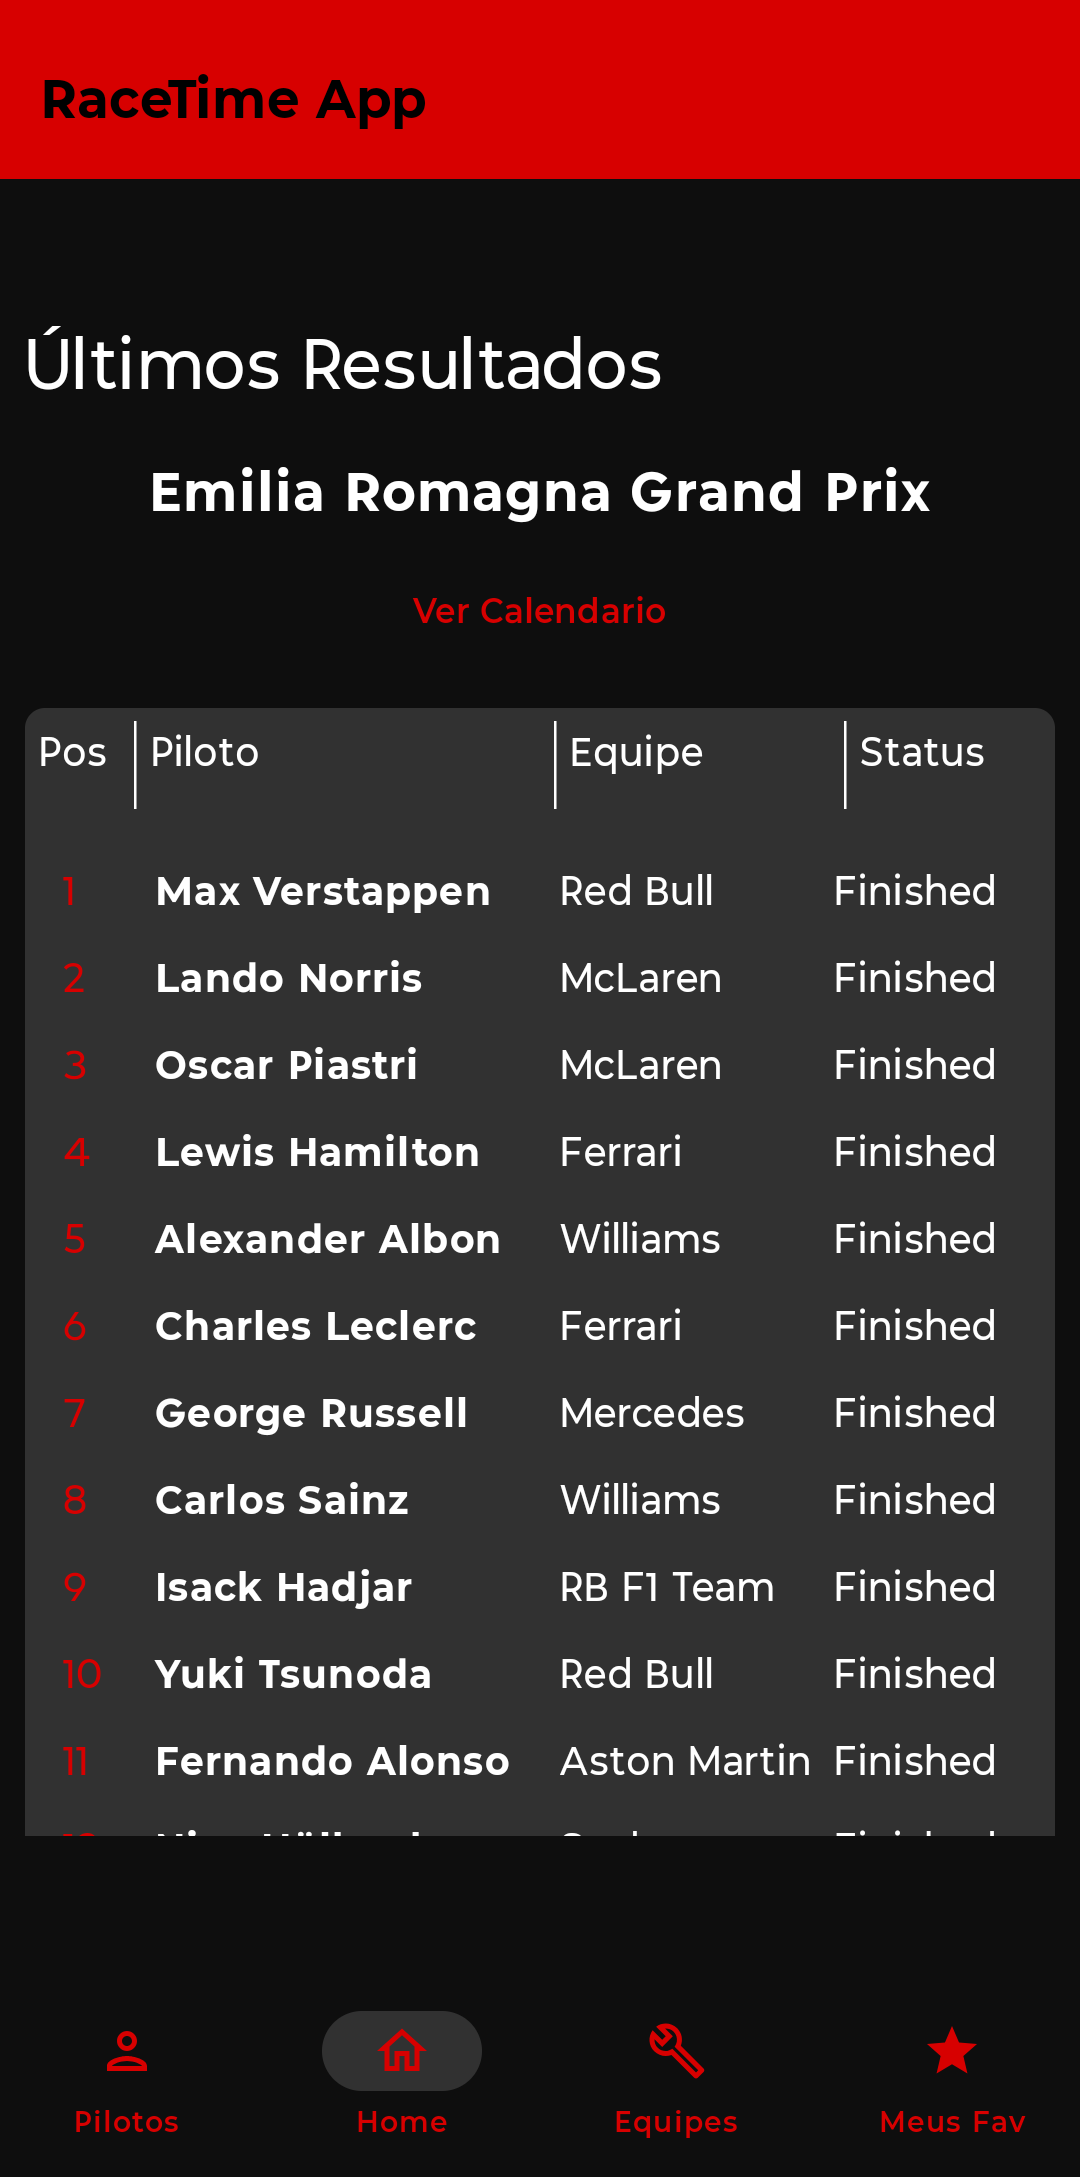 RaceTime App
Últimos Resultados
Emilia Romagna Grand Prix
Ver Calendario
Pos Piloto Equipe Status
1 Max Verstappen Red Bull Finished
2 Lando Norris McLaren Finished
3 Oscar Piastri McLaren Finished
4 Lewis Hamilton Ferrari Finished
5 Alexander Albon Williams Finished
6 Charles Leclerc Ferrari Finished
7 George Russell Mercedes Finished
8 Carlos Sainz Williams Finished
9 Isack Hadjar RB F1 Team Finished
10 Yuki Tsunoda Red Bull Finished
11 Fernando Alonso Aston Martin Finished
Pilotos Home Equipes Meus Fav